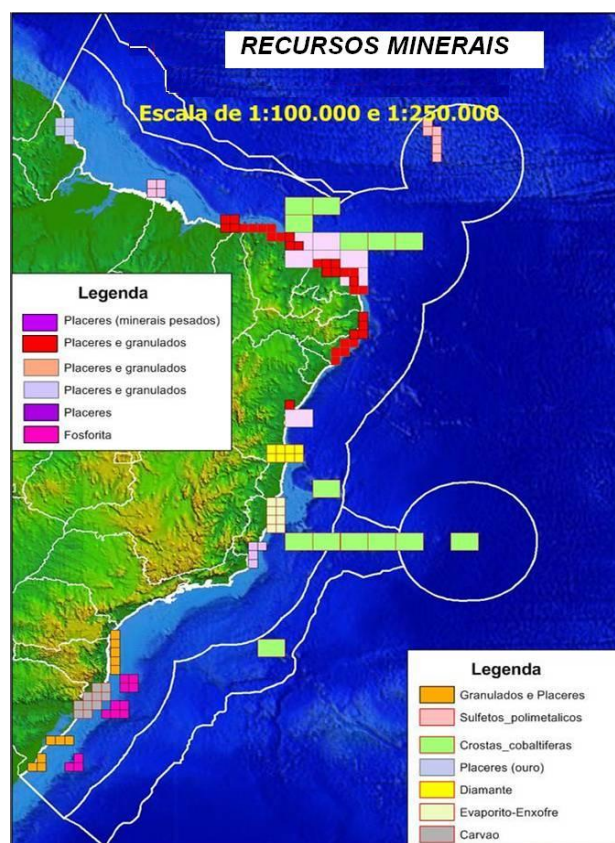 RECURSOS MINERAIS
Escala de 1:100.000 e 1:250.000
Legenda
Placeres (minerais pesados)
Placeres e granulados
Placeres e granulados
Placeres e granulados
Placeres
Fosforita
Legenda
Granulados e Placeres
Sulfetos_polimetalicos
Crostas_cobaltíferas
Placeres (ouro)
Diamante
Evaporito-Enxofre
Carvao